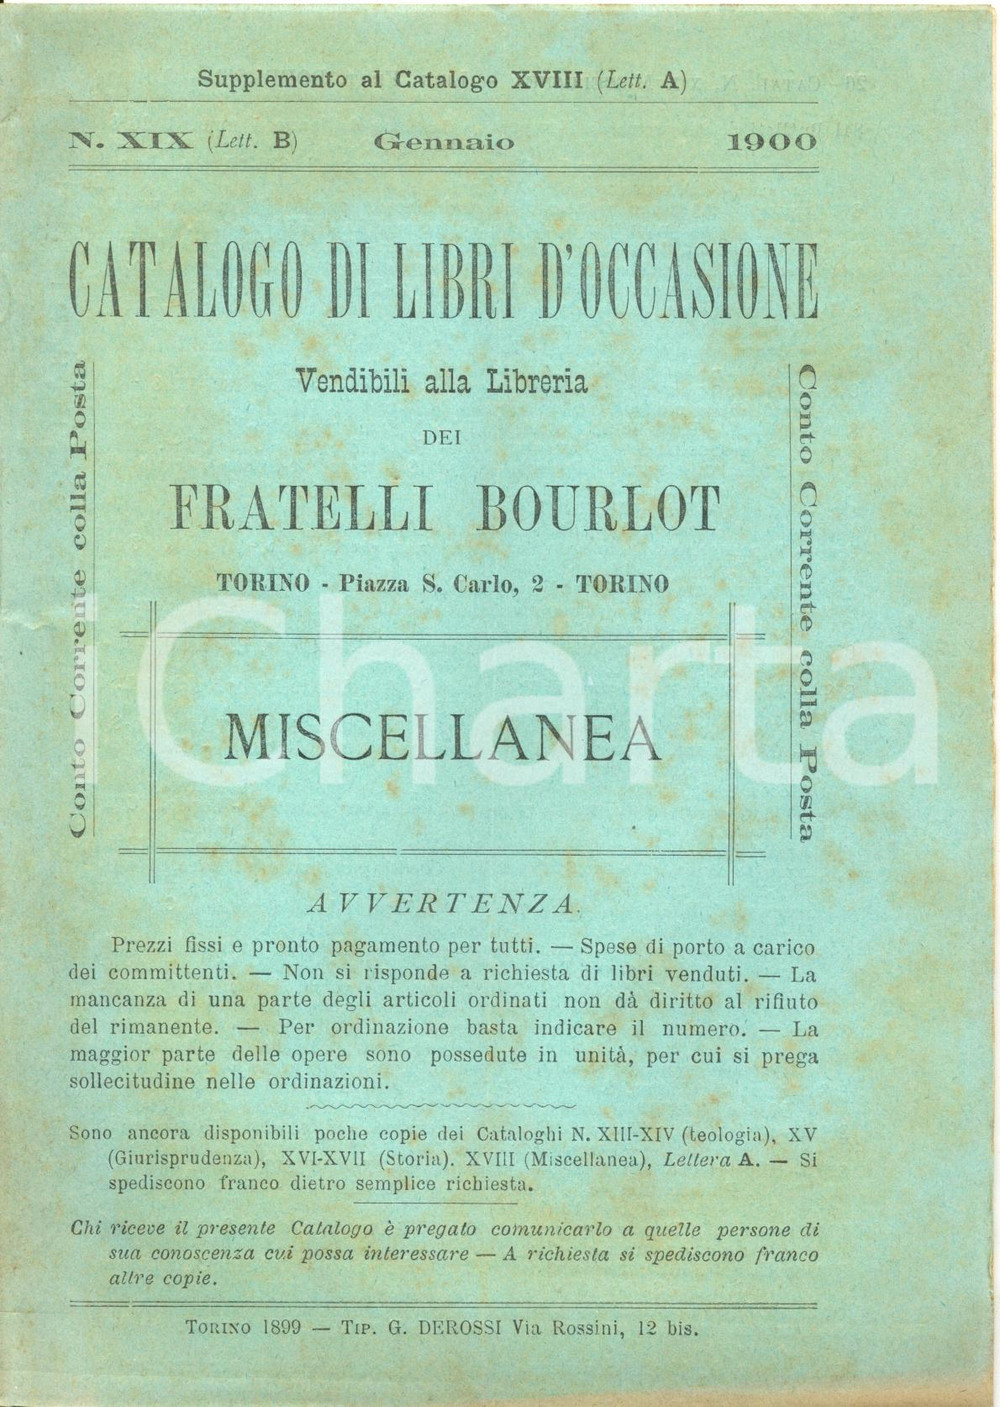 Supplemento al Catalogo XVIII (Lett. A)
N. XIX (Lett. B) Gennaio 1900
CATALOGO DI LIBRI D'OCCASIONE
Vendibili alla Libreria
DEI
FRATELLI BOURLOT
TORINO - Piazza S. Carlo, 2 - TORINO
Conto Corrente colla Posta
Conto Corrente colla Posta
MISCELLANEA
iCharta
AVVERTENZA.
Prezzi fissi e pronto pagamento per tutti. — Spese di porto a carico
dei committenti. — Non si risponde a richiesta di libri venduti. — La
mancanza di una parte degli articoli ordinati non dà diritto al rifiuto
del rimanente. — Per ordinazione basta indicare il numero. — La
maggior parte delle opere sono possedute in unità, per cui si prega
sollecitudine nelle ordinazioni.
Sono ancora disponibili poche copie dei Cataloghi N. XIII-XIV (teologia), XV
(Giurisprudenza), XVI-XVII (Storia). XVIII (Miscellanea), Lettera A. — Si
spediscono franco dietro semplice richiesta.
Chi riceve il presente Catalogo è pregato comunicarlo a quelle persone di
sua conoscenza cui possa interessare — A richiesta si spediscono franco
altre copie.
TORINO 1899 — TIP. G. DEROSSI Via Rossini, 12 bis.